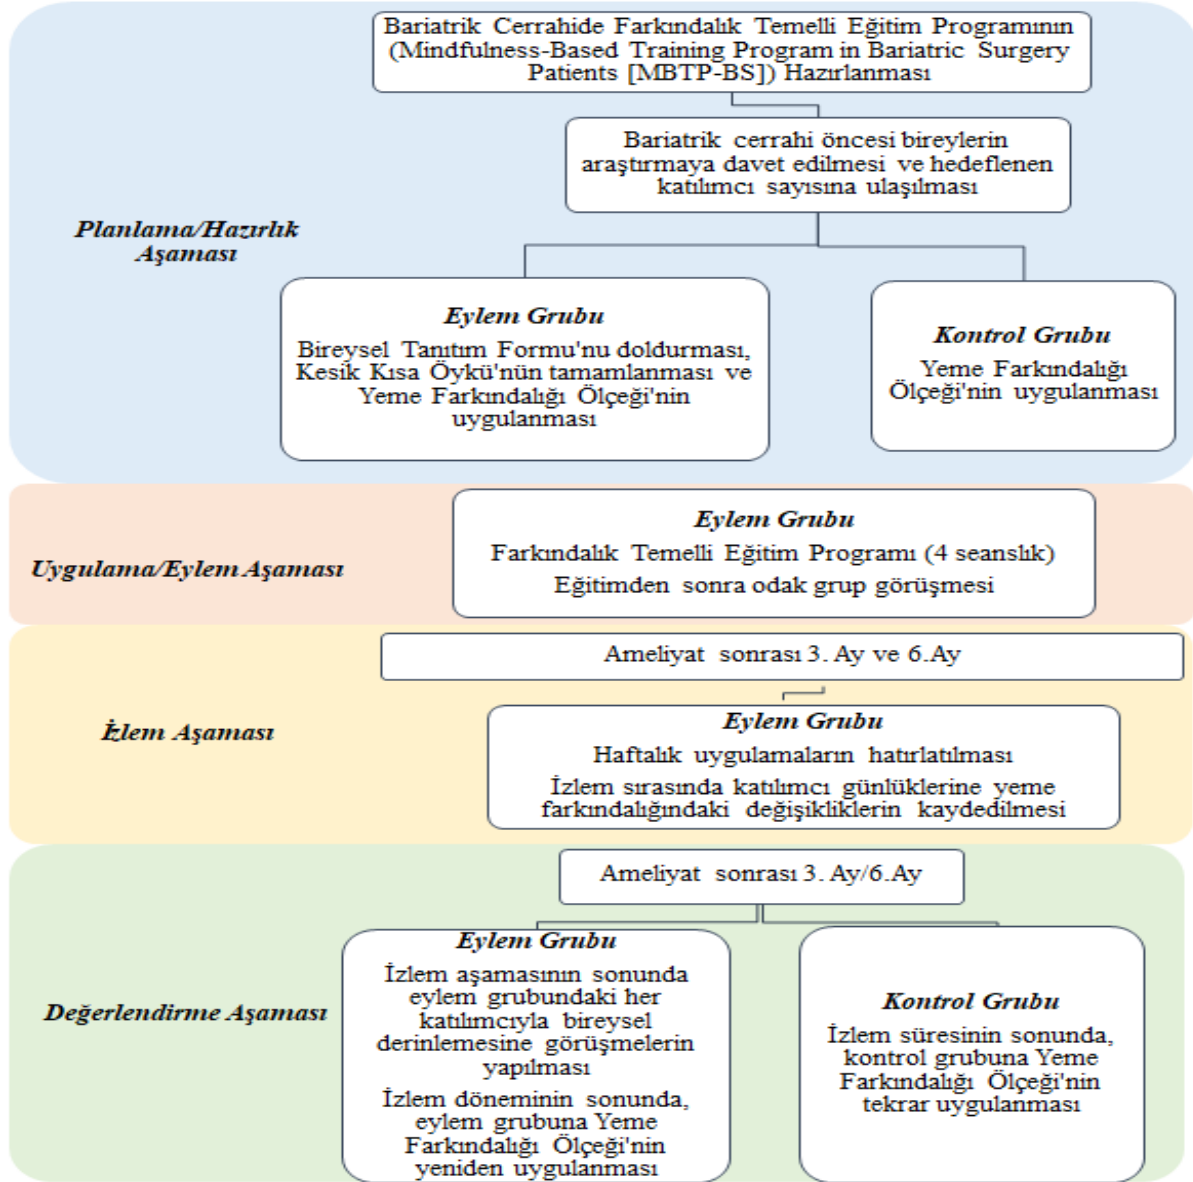 Bariatrik Cerrahide Farkındalık Temelli Eğitim Programının
(Mindfulness-Based Training Program in Bariatric Surgery
Patients [MBTP-BS]) Hazırlanması
Bariatrik cerrahi öncesi bireylerin
araştırmaya davet edilmesi ve hedeflenen
katılımcı sayısına ulaşılması
Planlama/Hazırlık
Aşaması
Eylem Grubu
Bireysel Tanıtım Formu'nu doldurması,
Kesik Kısa Öykü'nün tamamlanması ve
Yeme Farkındalığı Ölçeği'nin
uygulanması
Kontrol Grubu
Yeme Farkındalığı
Ölçeği'nin uygulanması
Uygulama/Eylem Aşaması
Eylem Grubu
Farkındalık Temelli Eğitim Programı (4 seanslık)
Eğitimden sonra odak grup görüşmesi
Ameliyat sonrası 3. Ay ve 6.Ay
İzlem Aşaması
Eylem Grubu
Haftalık uygulamaların hatırlatılması
İzlem sırasında katılımcı günlüklerine yeme
farkındalığındaki değişikliklerin kaydedilmesi
Ameliyat sonrası 3. Ay/6.Ay
Değerlendirme Aşaması
Eylem Grubu
İzlem aşamasının sonunda
eylem grubundaki her
katılımcıyla bireysel
derinlemesine görüşmelerin
yapılması
İzlem döneminin sonunda,
eylem grubuna Yeme
Farkındalığı Ölçeği'nin
yeniden uygulanması
Kontrol Grubu
İzlem süresinin sonunda,
kontrol grubuna Yeme
Farkındalığı Ölçeği'nin
tekrar uygulanması